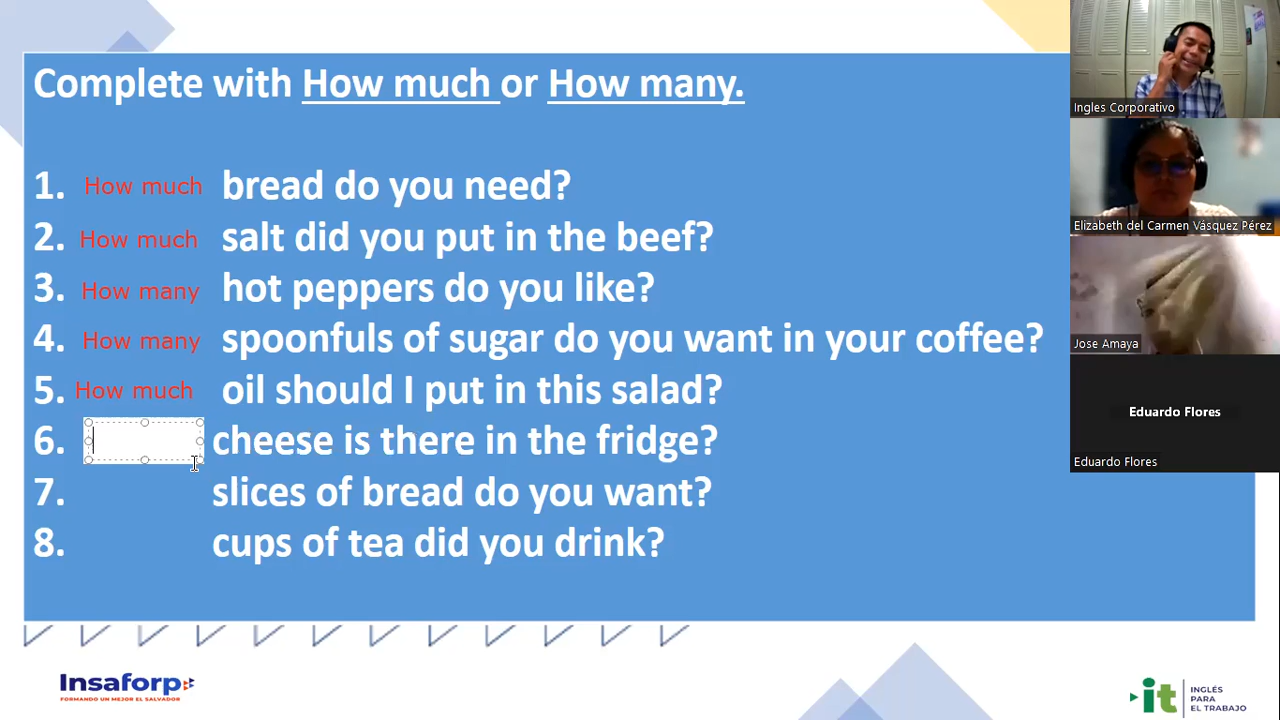 Complete with How much or How many.
1. How much bread do you need?
2. How much salt did you put in the beef?
3. How many hot peppers do you like?
4. How many spoonfuls of sugar do you want in your coffee?
5. How much oil should I put in this salad?
6. cheese is there in the fridge?
7. slices of bread do you want?
8. cups of tea did you drink?
Insaforp
FORMANDO UN MEJOR EL SALVADOR
it INGLÉS
PARA
EL TRABAJO
Ingles Corporativo
Elizabeth del Carmen Vásquez Pérez
Jose Amaya
Eduardo Flores
Eduardo Flores